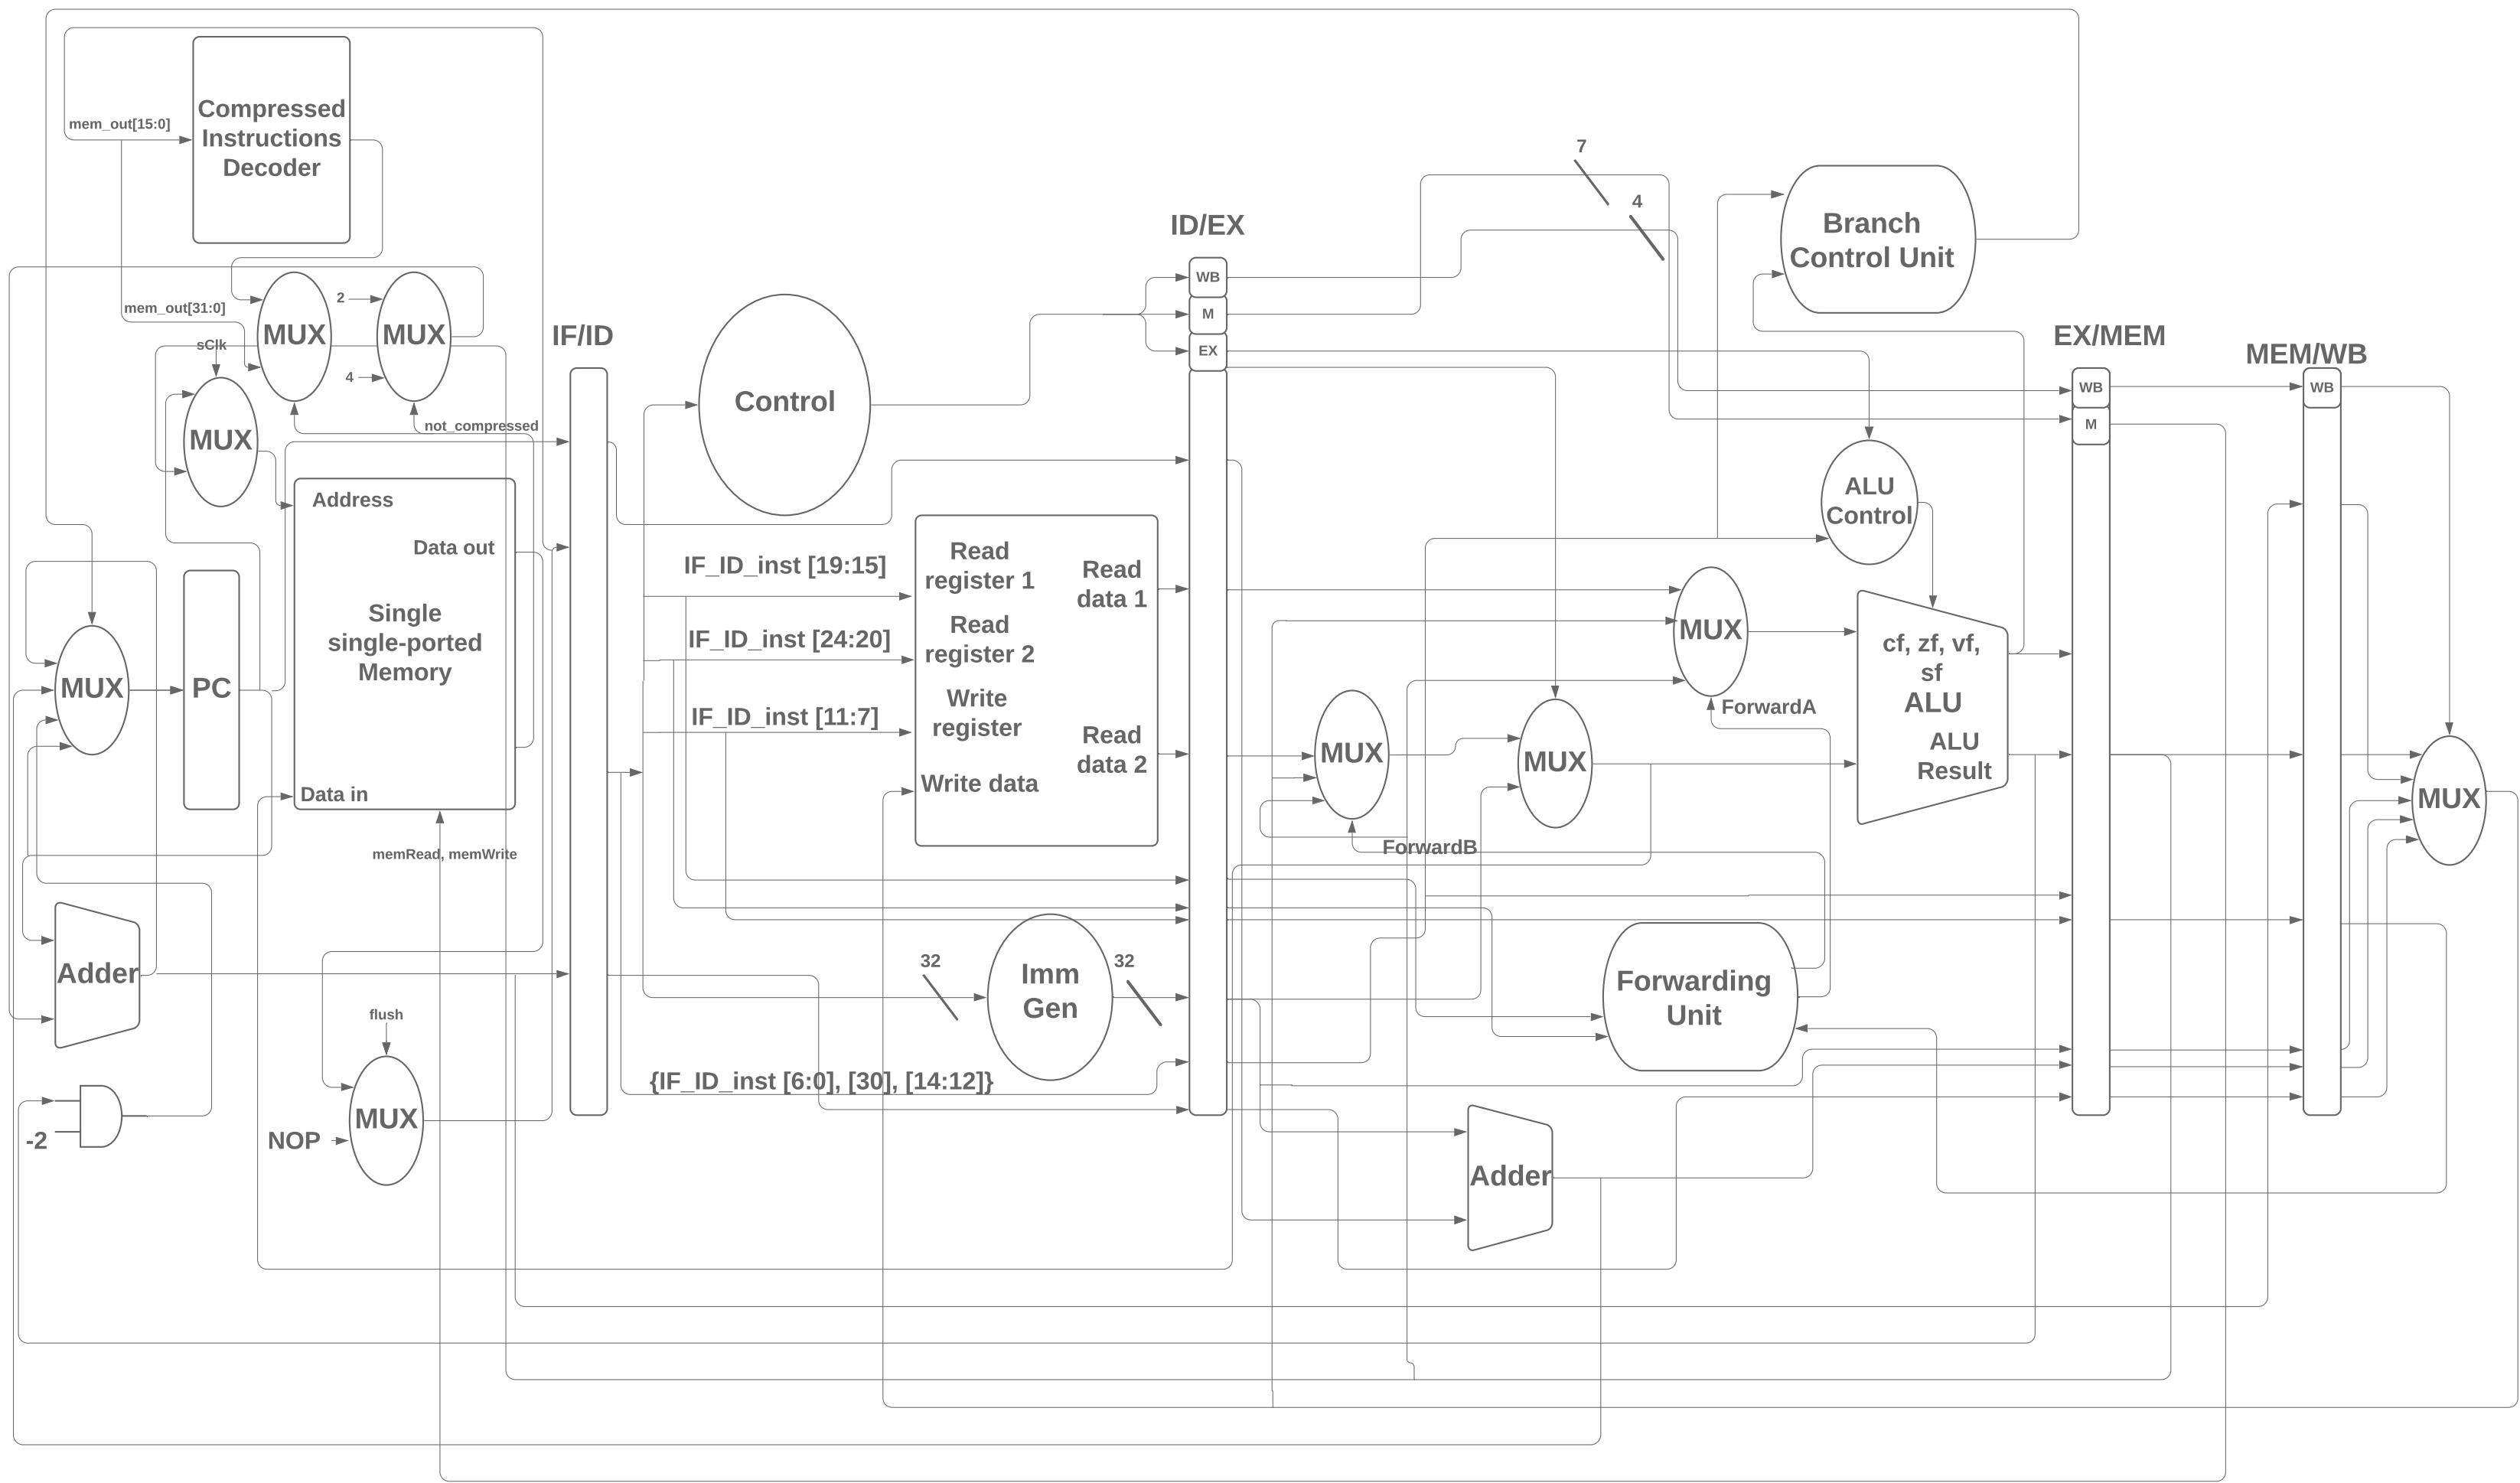 7
Compressed
Instructions
Decoder
mem_out[15:0]
4
ID/EX
Branch
Control Unit
WB
M
EX
mem_out[31:0]
2
MUX
MUX
4
sClk
IF/ID
EX/MEM
MEM/WB
WB
M
WB
Control
not_compressed
MUX
Address
Data out
Single
single-ported
Memory
Data in
memRead, memWrite
ALU
Control
IF_ID_inst [19:15]
IF_ID_inst [24:20]
IF_ID_inst [11:7]
Read
register 1
Read
register 2
Write
register
Write data
Read
data 1
Read
data 2
MUX
PC
MUX
MUX
MUX
ForwardA
ForwardB
cf, zf, vf,
sf
ALU
ALU
Result
MUX
Adder
flush
MUX
NOP
-2
32
Imm
Gen
32
{IF_ID_inst [6:0], [30], [14:12]}
Forwarding
Unit
Adder